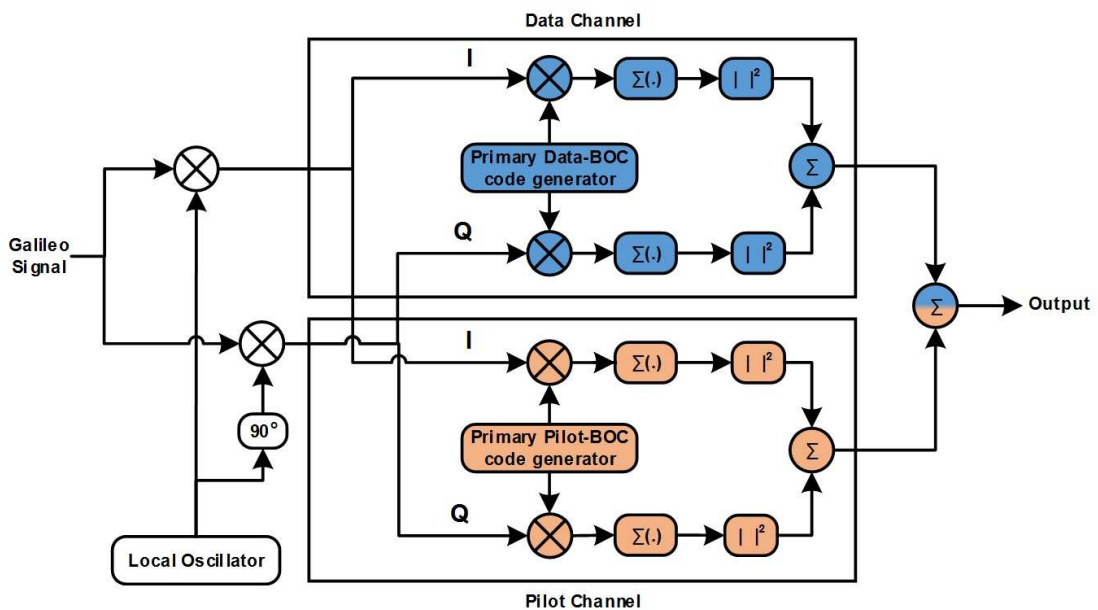 Data Channel
I
Σ(.)
| |²
Primary Data-BOC
code generator
Σ
Q
Σ(.)
| |²
Galileo
Signal
Σ
Output
I
Σ(.)
| |²
90°
Primary Pilot-BOC
code generator
Σ
Q
Σ(.)
| |²
Local Oscillator
Pilot Channel